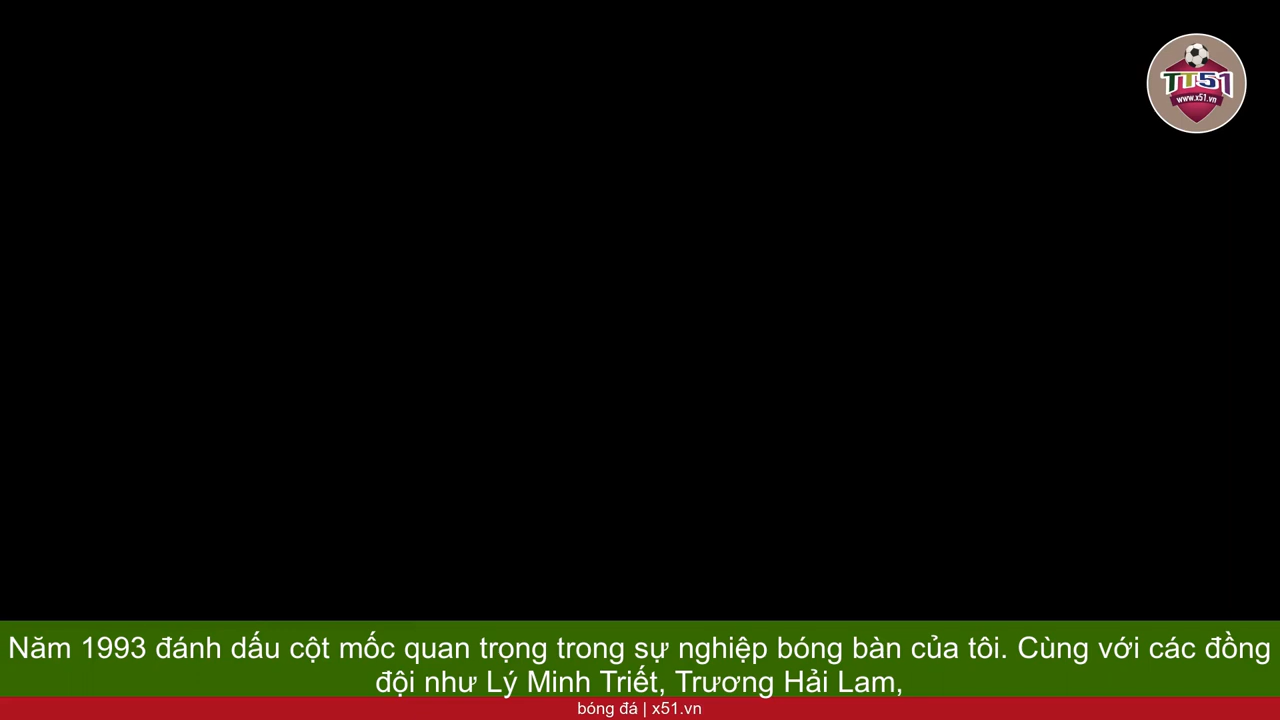 TT51
www.x51.vn
Năm 1993 đánh dấu cột mốc quan trọng trong sự nghiệp bóng bàn của tôi. Cùng với các đồng
đội như Lý Minh Triết, Trương Hải Lam,
bóng đá | x51.vn